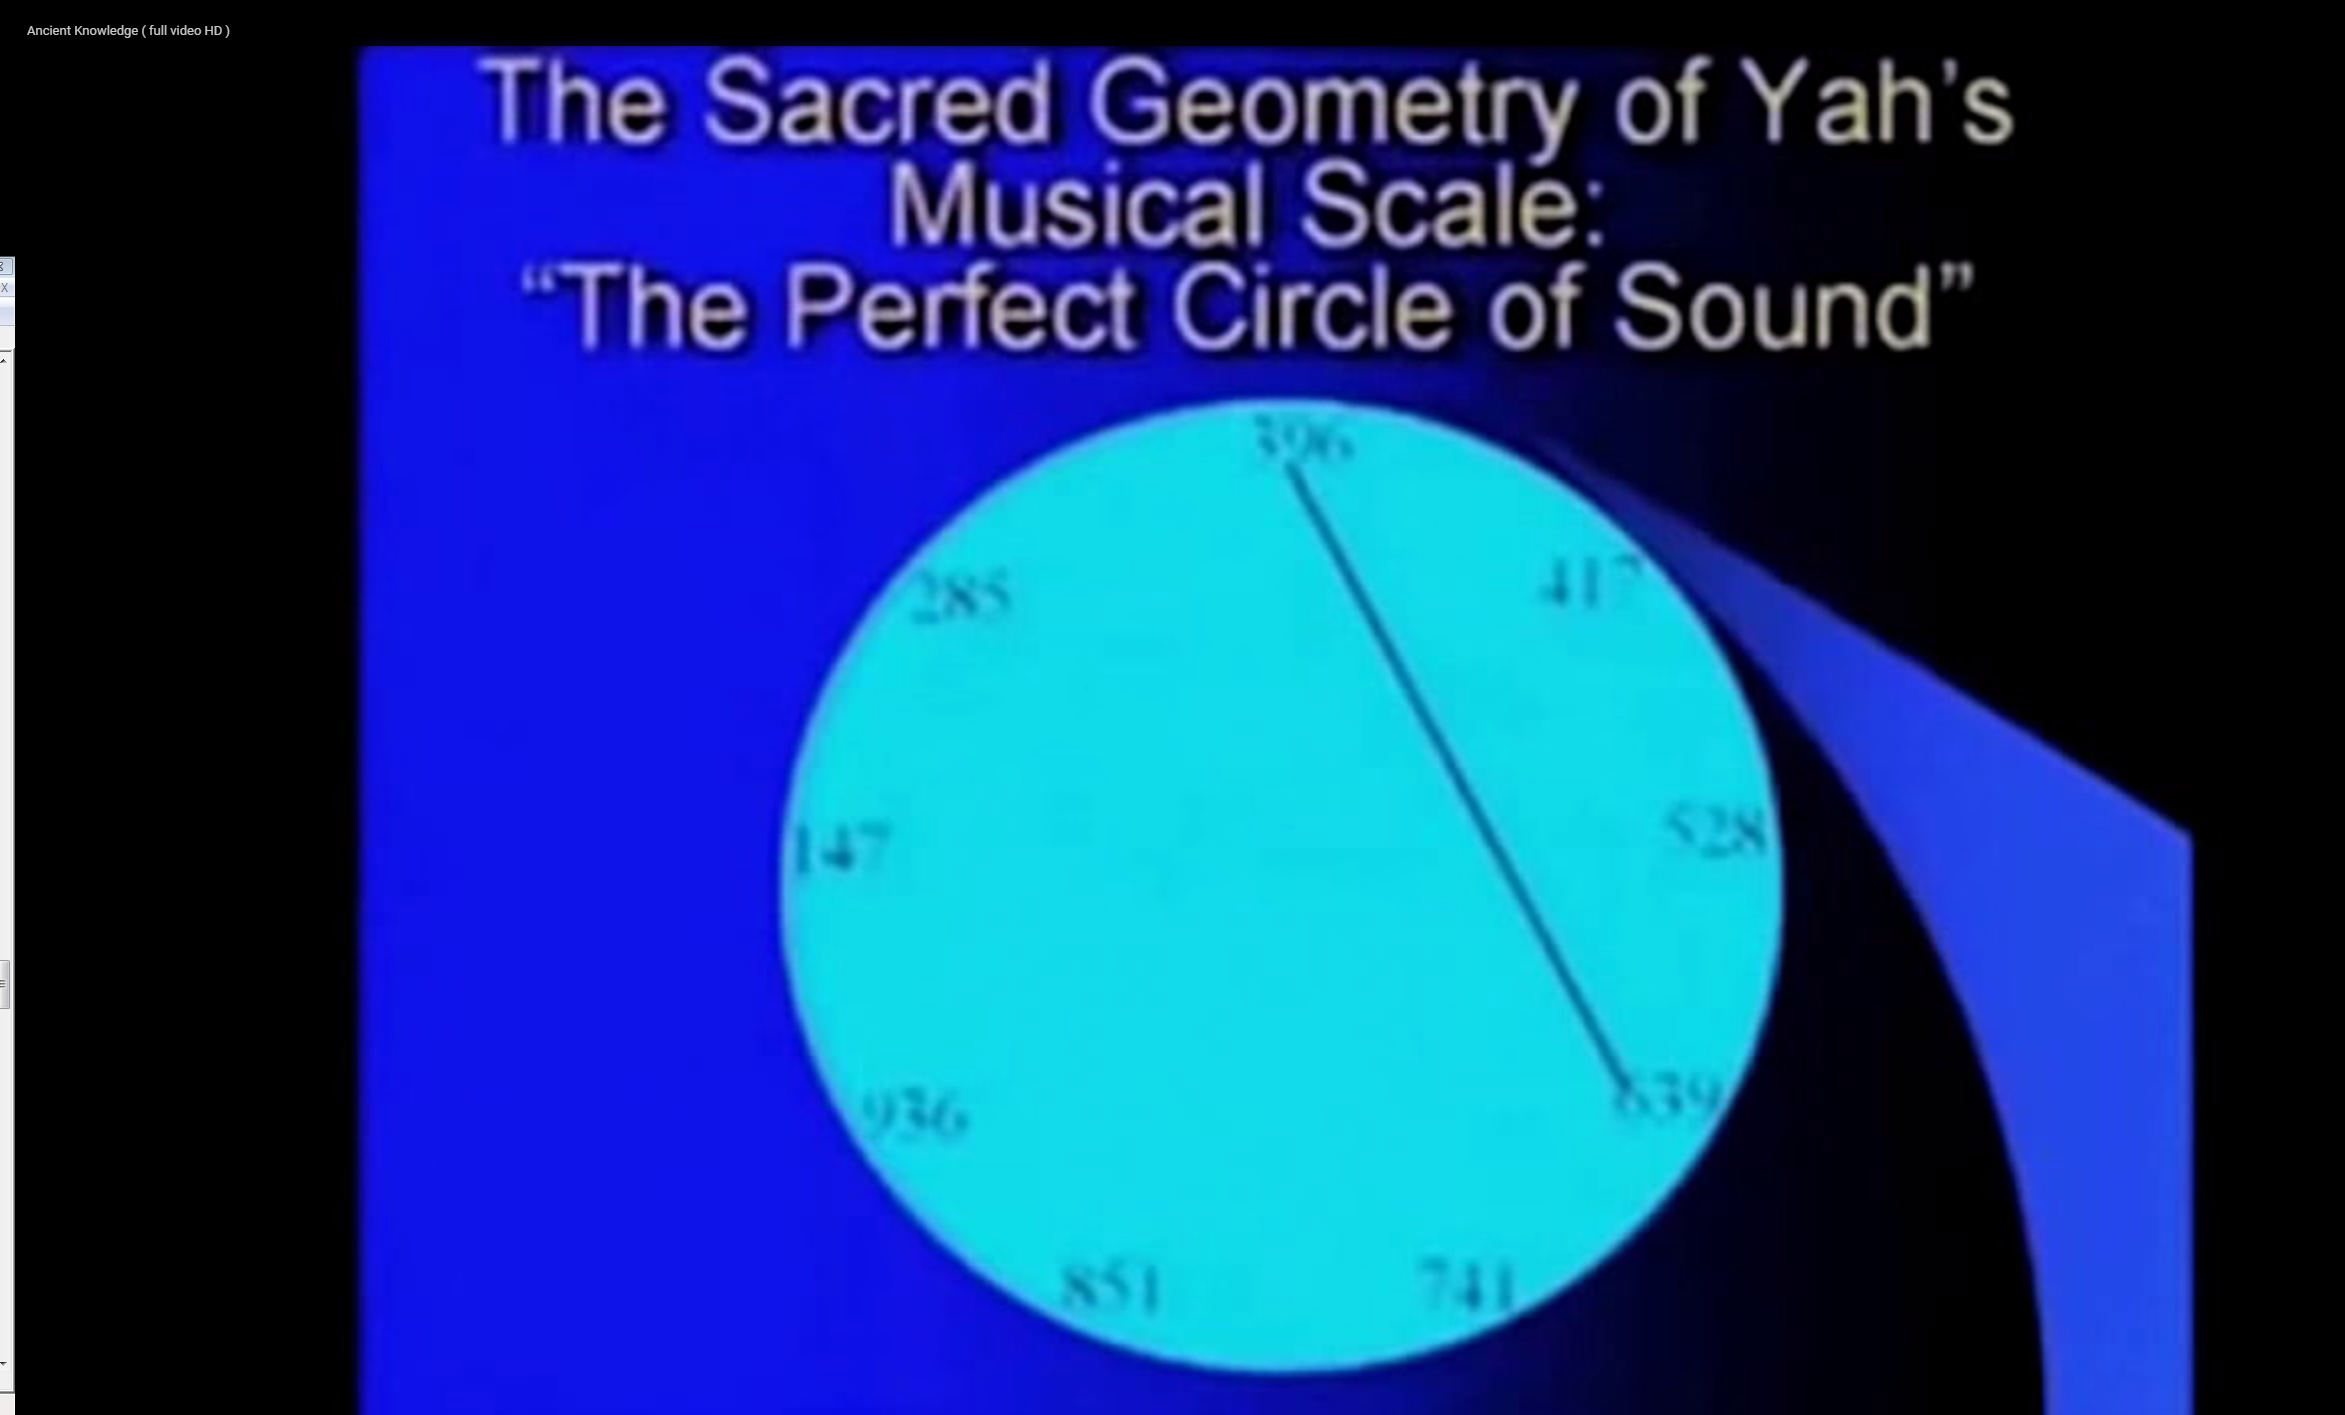 Ancient Knowledge ( full video HD )
The Sacred Geometry of Yah's
Musical Scale:
“The Perfect Circle of Sound”
396
417
285
528
147
639
936
741
851